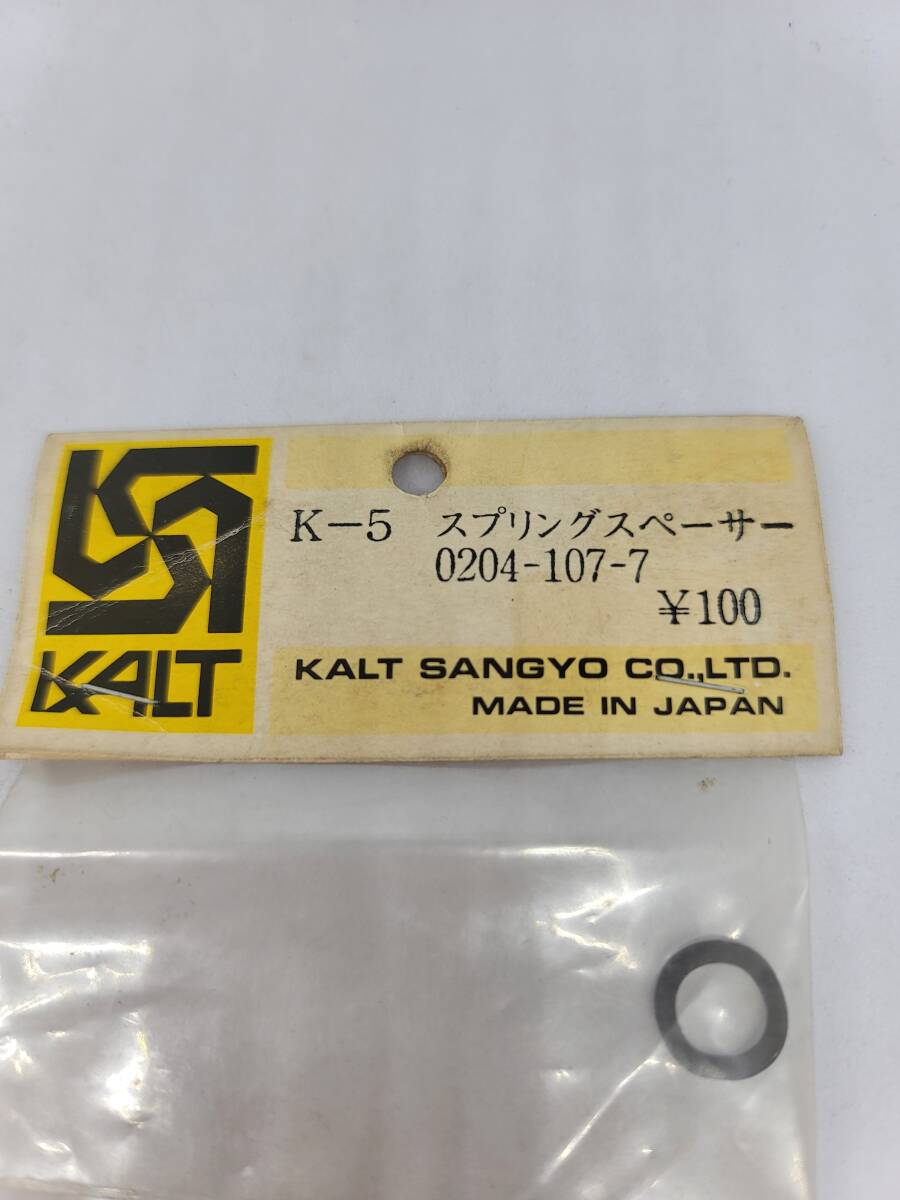 K-5 スプリングスペーサー
0204-107-7
¥100
KALT
KALT SANGYO CO.,LTD.
MADE IN JAPAN